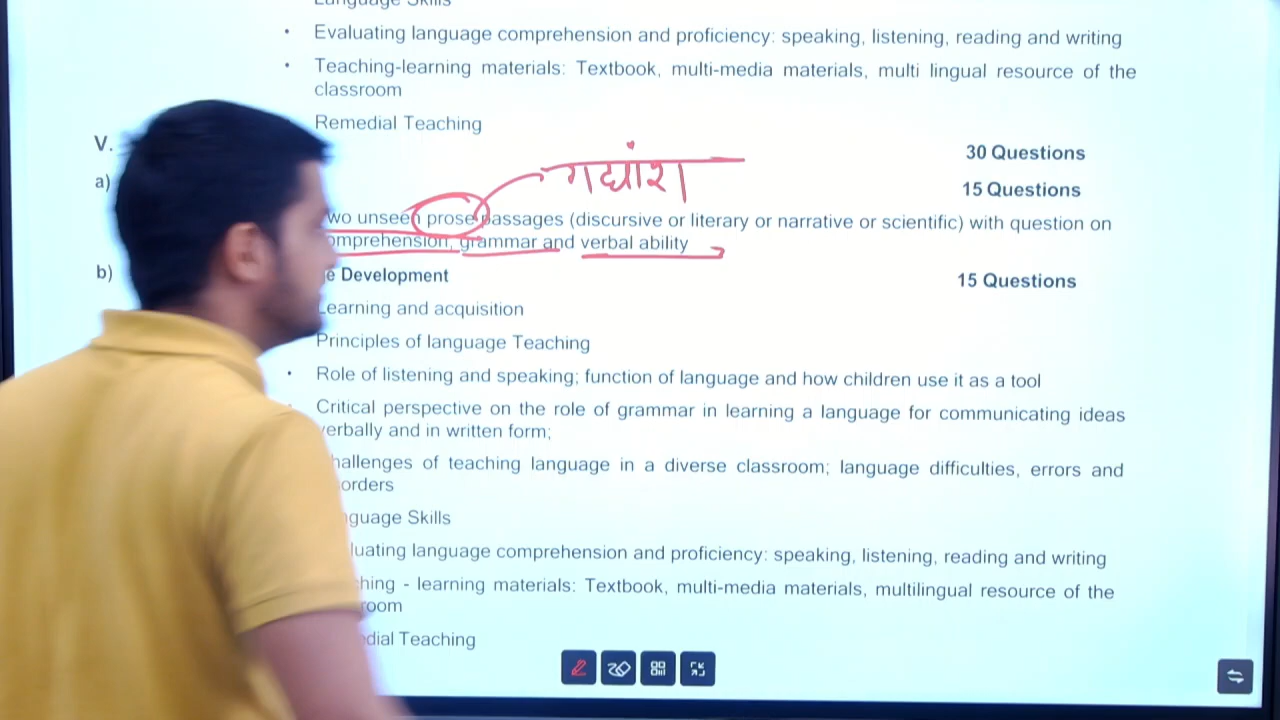 Language Skills
• Evaluating language comprehension and proficiency: speaking, listening, reading and writing
• Teaching-learning materials: Textbook, multi-media materials, multi lingual resource of the
classroom
Remedial Teaching
V. 30 Questions
गद्यांश
a) 15 Questions
wo unseen prose passages (discursive or literary or narrative or scientific) with question on
omprehension, grammar and verbal ability
b) e Development 15 Questions
Learning and acquisition
Principles of language Teaching
• Role of listening and speaking; function of language and how children use it as a tool
Critical perspective on the role of grammar in learning a language for communicating ideas
verbally and in written form;
hallenges of teaching language in a diverse classroom; language difficulties, errors and
orders
guage Skills
luating language comprehension and proficiency: speaking, listening, reading and writing
hing - learning materials: Textbook, multi-media materials, multilingual resource of the
room
dial Teaching